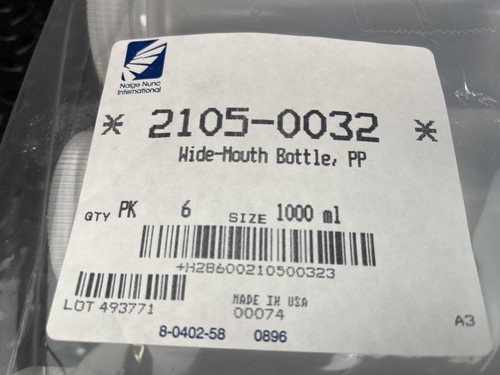 Nalge Nunc
International
* 2105-0032 *
Wide-Mouth Bottle, PP
QTY PK 6 SIZE 1000 ml
+H28600210500323
LOT 493771
MADE IN USA
00074
A3
8-0402-58 0896